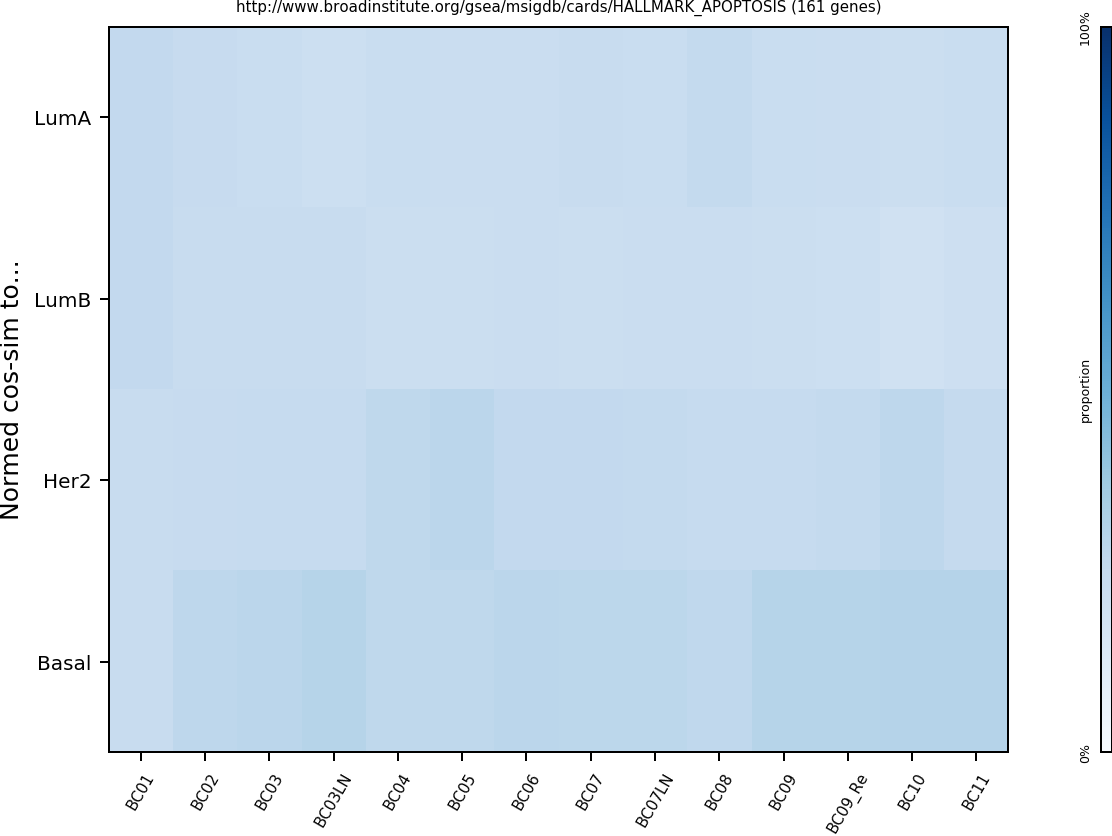 http://www.broadinstitute.org/gsea/msigdb/cards/HALLMARK_APOPTOSIS (161 genes)
100%
LumA
LumB
Normed cos-sim to...
proportion
Her2
Basal
0%
BC01
BC02
BC03
BC03LN
BC04
BC05
BC06
BC07
BC07LN
BC08
BC09
BC09_Re
BC10
BC11